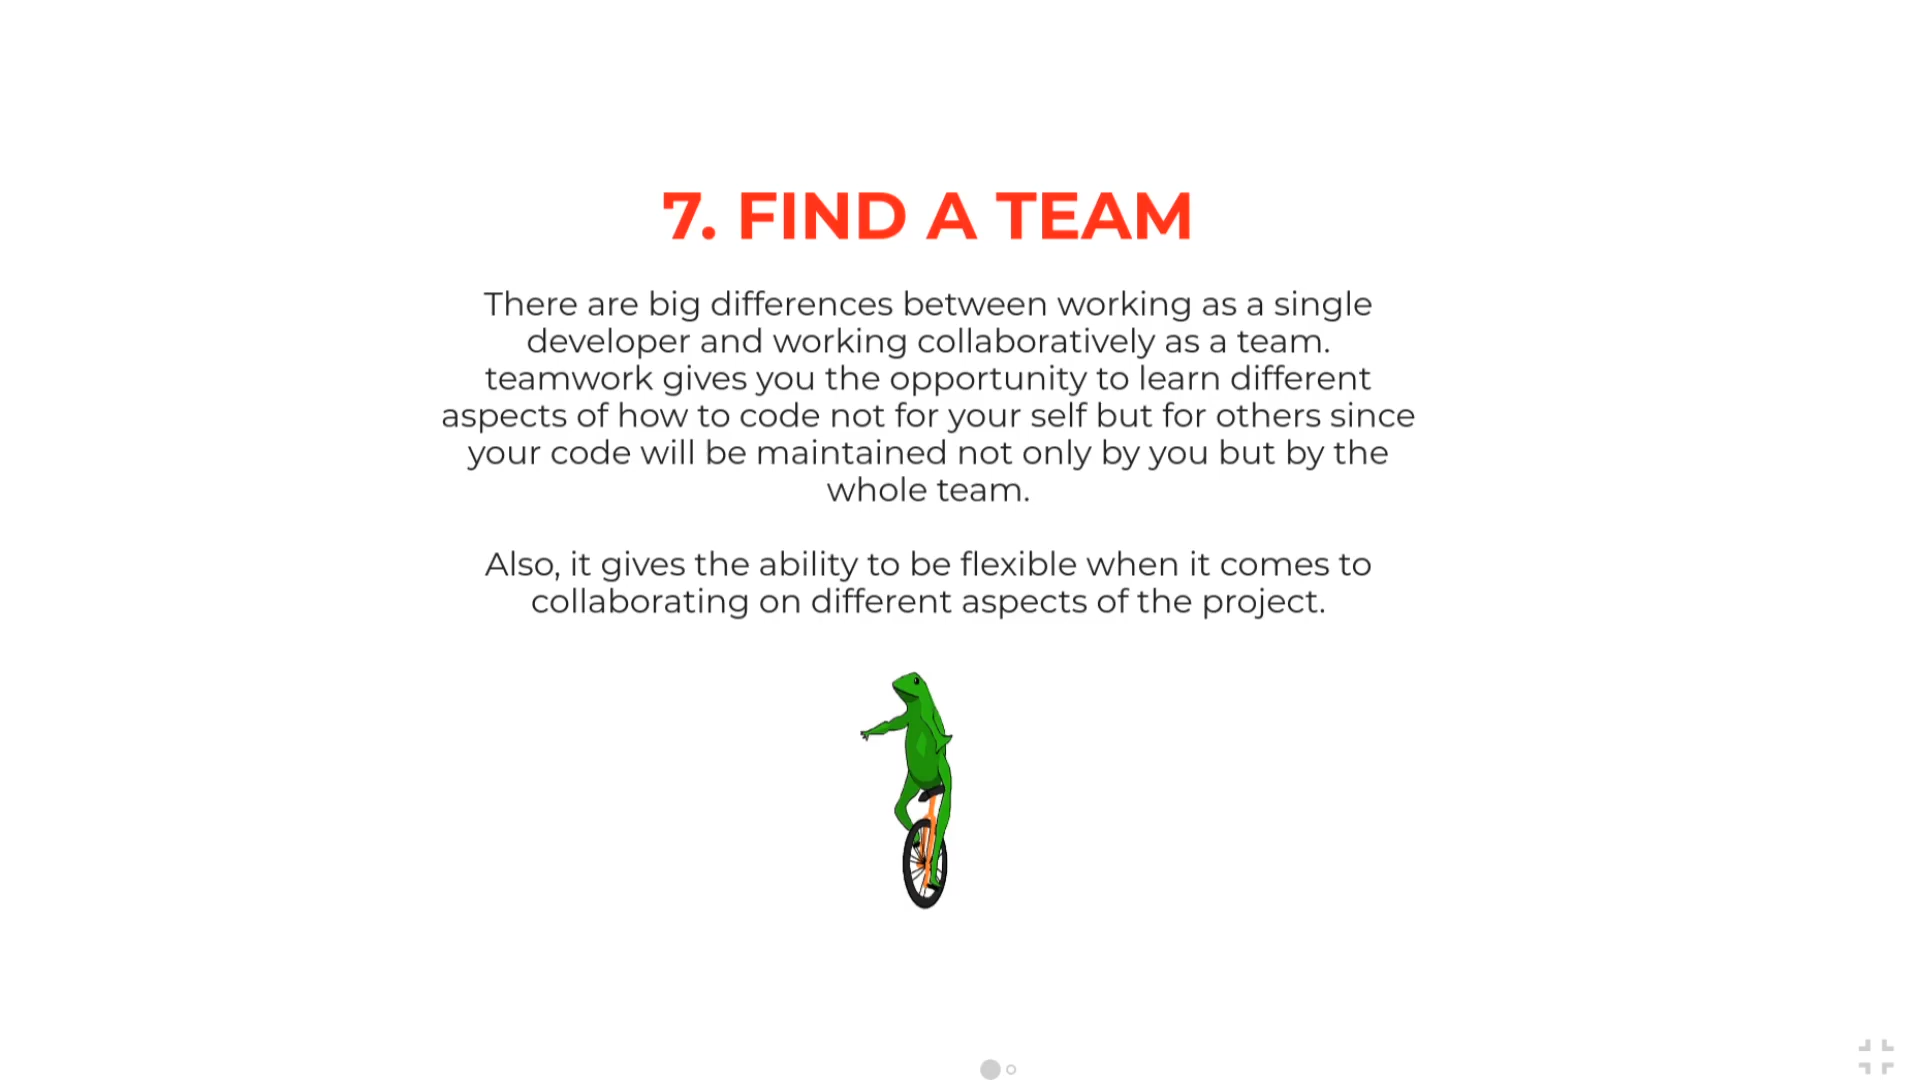 7. FIND A TEAM
There are big differences between working as a single
developer and working collaboratively as a team.
teamwork gives you the opportunity to learn different
aspects of how to code not for your self but for others since
your code will be maintained not only by you but by the
whole team.
Also, it gives the ability to be flexible when it comes to
collaborating on different aspects of the project.